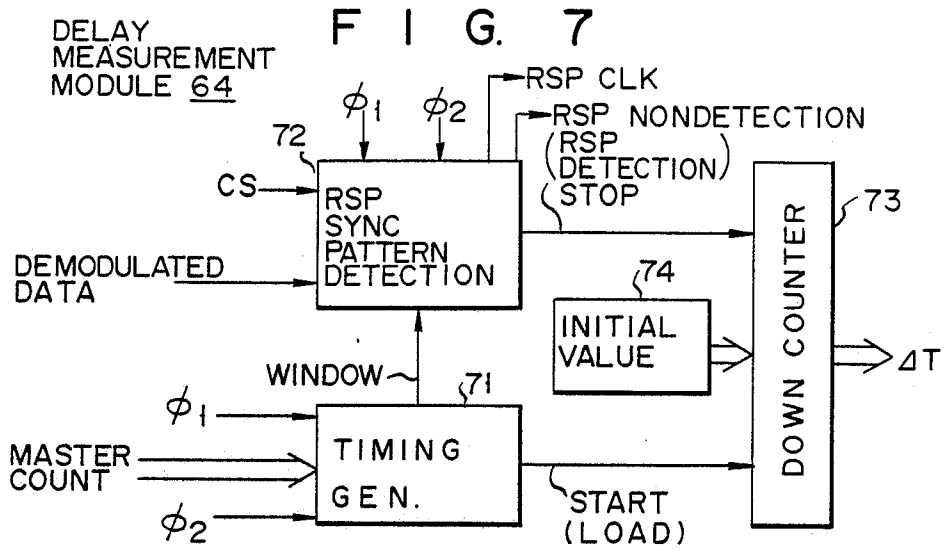 F I G. 7
DELAY
MEASUREMENT
MODULE 64
RSP CLK
ϕ1
ϕ2
RSP NONDETECTION
(RSP
DETECTION)
STOP
72
CS
RSP
SYNC
PATTERN
DETECTION
73
DEMODULATED
DATA
74
INITIAL
VALUE
DOWN COUNTER
ΔT
WINDOW
71
ϕ1
MASTER
COUNT
TIMING
GEN.
ϕ2
START
(LOAD)